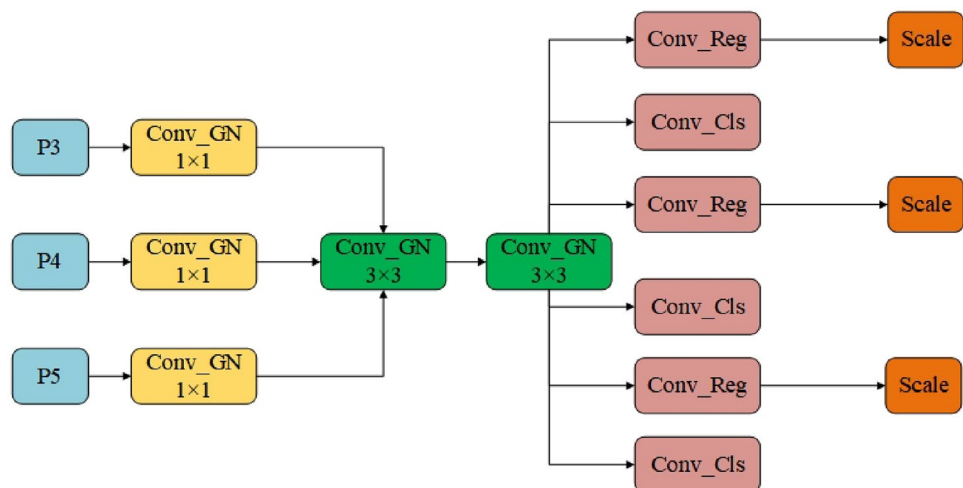 P3
Conv_GN
1×1
P4
Conv_GN
1×1
P5
Conv_GN
1×1
Conv_GN
3×3
Conv_GN
3×3
Conv_Reg
Scale
Conv_Cls
Conv_Reg
Scale
Conv_Cls
Conv_Reg
Scale
Conv_Cls